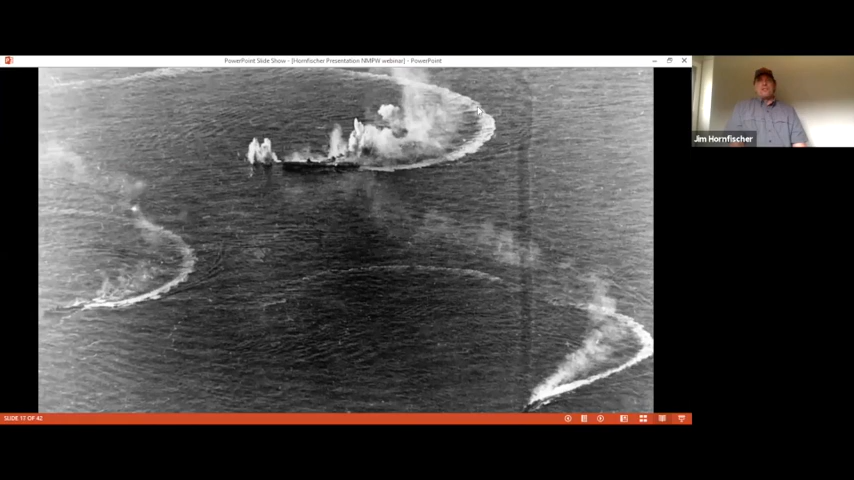 PowerPoint Slide Show - [Hornfischer Presentation NMPW webinar] - PowerPoint
Jim Hornfischer
SLIDE 17 OF 42